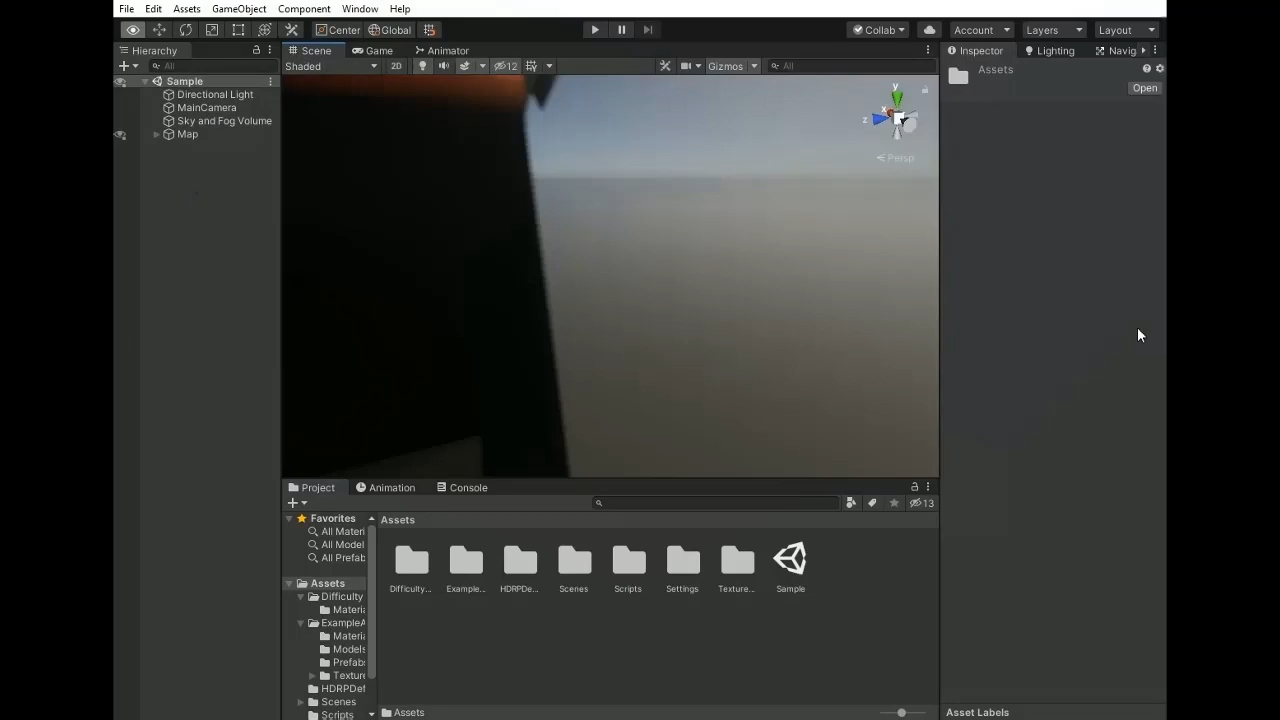 File Edit Assets GameObject Component Window Help
Center Global Collab Account Layers Layout
Hierarchy Scene Game Animator Inspector Lighting Navig
All Shaded 2D 12 Gizmos All
Sample
Directional Light
MainCamera
Sky and Fog Volume
Map
y
x
z
Persp
Assets
Open
Project Animation Console
13
Favorites
All Materi
All Model
All Prefab
Assets
Difficulty
Materia
ExampleA
Materia
Models
Prefab
Texture
HDRPDef
Scenes
Scripts
Assets
Difficulty... Example... HDRPDe... Scenes Scripts Settings Texture... Sample
Assets
Asset Labels